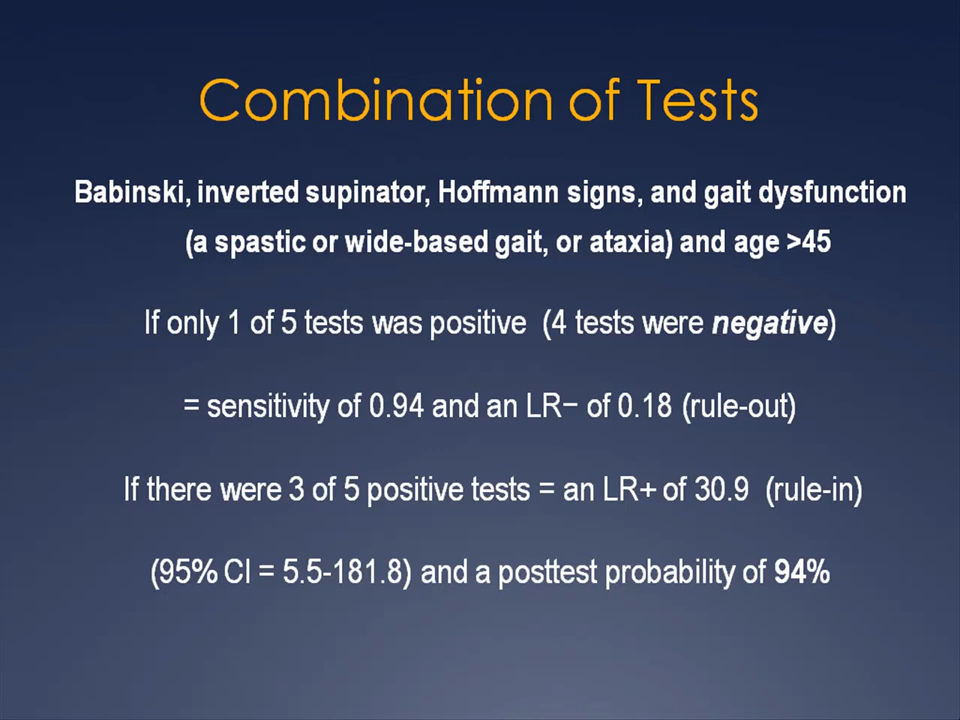 Combination of Tests
Babinski, inverted supinator, Hoffmann signs, and gait dysfunction
(a spastic or wide-based gait, or ataxia) and age >45
If only 1 of 5 tests was positive (4 tests were negative)
= sensitivity of 0.94 and an LR− of 0.18 (rule-out)
If there were 3 of 5 positive tests = an LR+ of 30.9 (rule-in)
(95% CI = 5.5-181.8) and a posttest probability of 94%